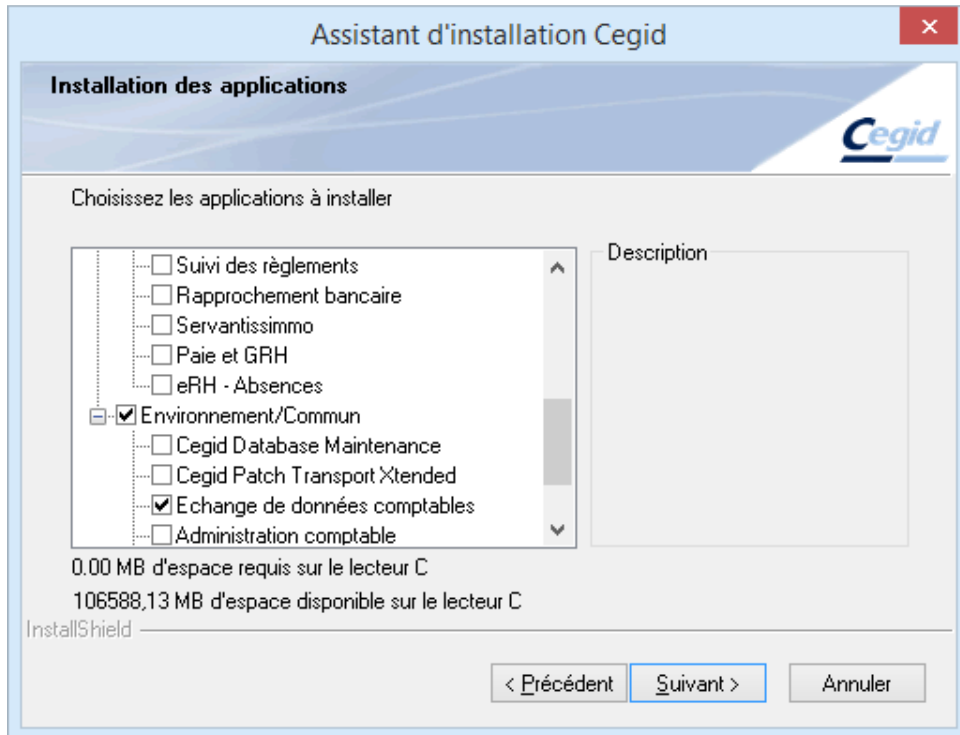 Assistant d'installation Cegid
Installation des applications
Cegid
Choisissez les applications à installer
Suivi des règlements
Rapprochement bancaire
Servantissimmo
Paie et GRH
eRH - Absences
Environnement/Commun
Cegid Database Maintenance
Cegid Patch Transport Xtended
Echange de données comptables
Administration comptable
Description
0.00 MB d'espace requis sur le lecteur C
106588,13 MB d'espace disponible sur le lecteur C
InstallShield
< Précédent
Suivant >
Annuler